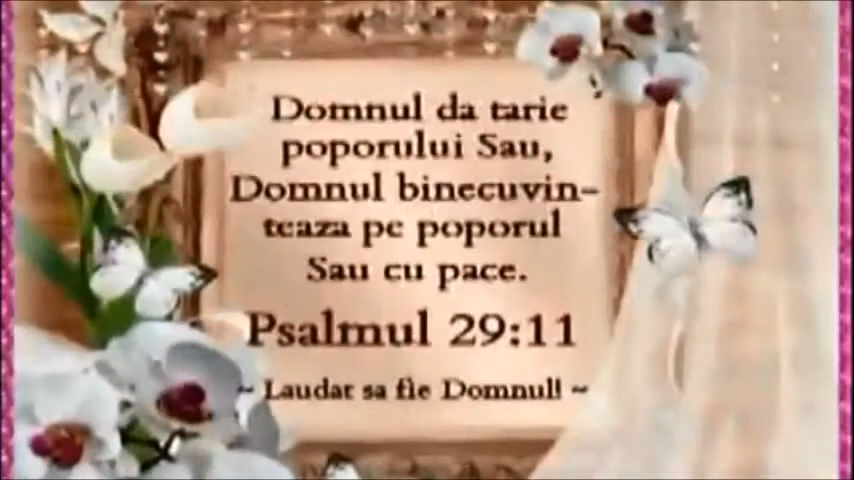 Domnul da tarie
poporului Sau,
Domnul binecuvin-
teaza pe poporul
Sau cu pace.
Psalmul 29:11
~ Laudat sa fie Domnul! ~